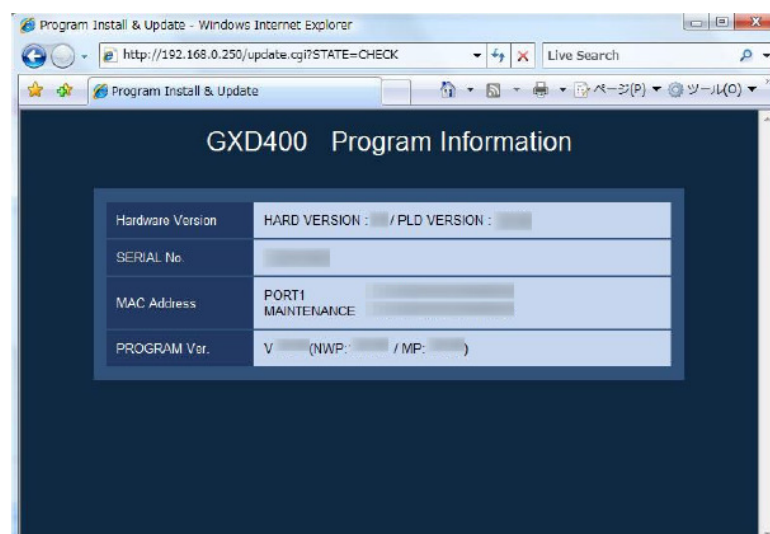 Program Install & Update - Windows Internet Explorer
http://192.168.0.250/update.cgi?STATE=CHECK
Live Search
Program Install & Update
ページ(P)
ツール(O)
GXD400 Program Information
Hardware Version
HARD VERSION : / PLD VERSION :
SERIAL No.
MAC Address
PORT1
MAINTENANCE
PROGRAM Ver.
V (NWP: / MP: )